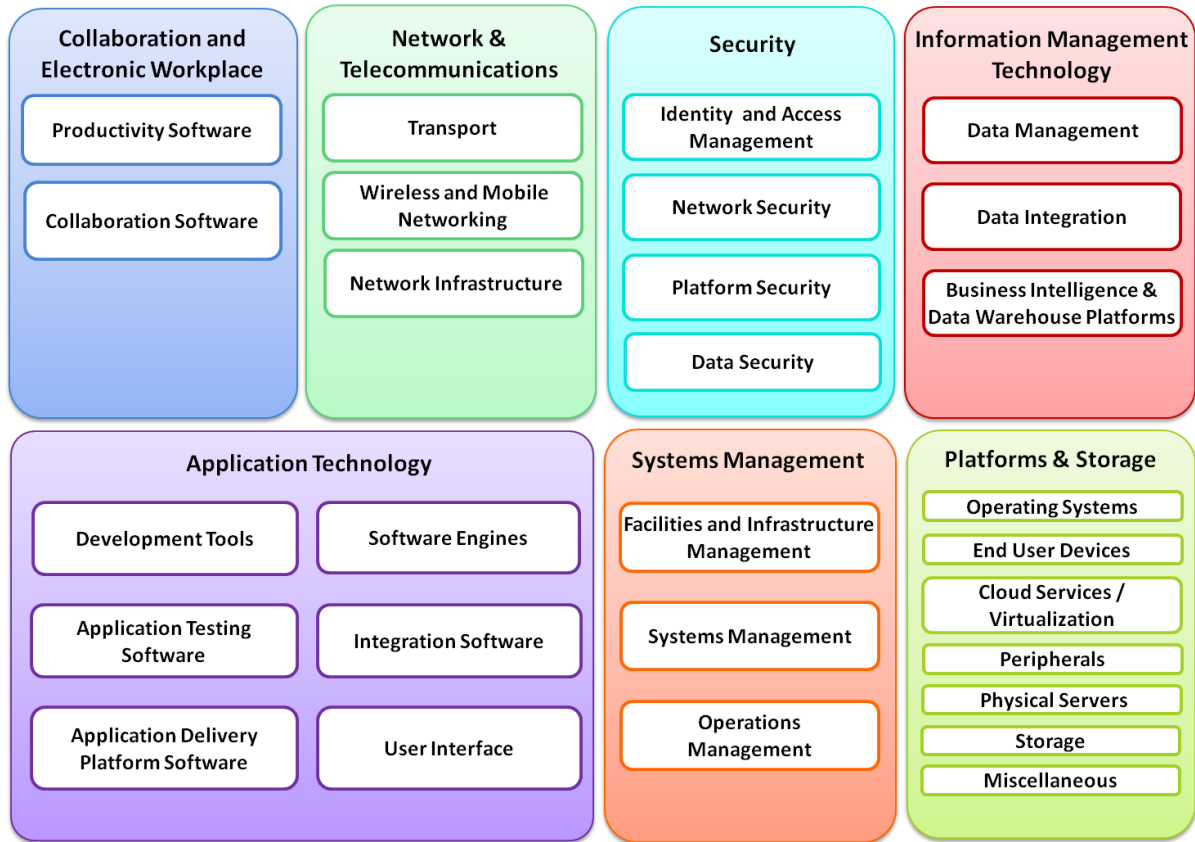 Collaboration and
Electronic Workplace
Productivity Software
Collaboration Software
Network &
Telecommunications
Transport
Wireless and Mobile
Networking
Network Infrastructure
Security
Identity and Access
Management
Network Security
Platform Security
Data Security
Information Management
Technology
Data Management
Data Integration
Business Intelligence &
Data Warehouse Platforms
Application Technology
Development Tools
Software Engines
Application Testing
Software
Integration Software
Application Delivery
Platform Software
User Interface
Systems Management
Facilities and Infrastructure
Management
Systems Management
Operations
Management
Platforms & Storage
Operating Systems
End User Devices
Cloud Services /
Virtualization
Peripherals
Physical Servers
Storage
Miscellaneous